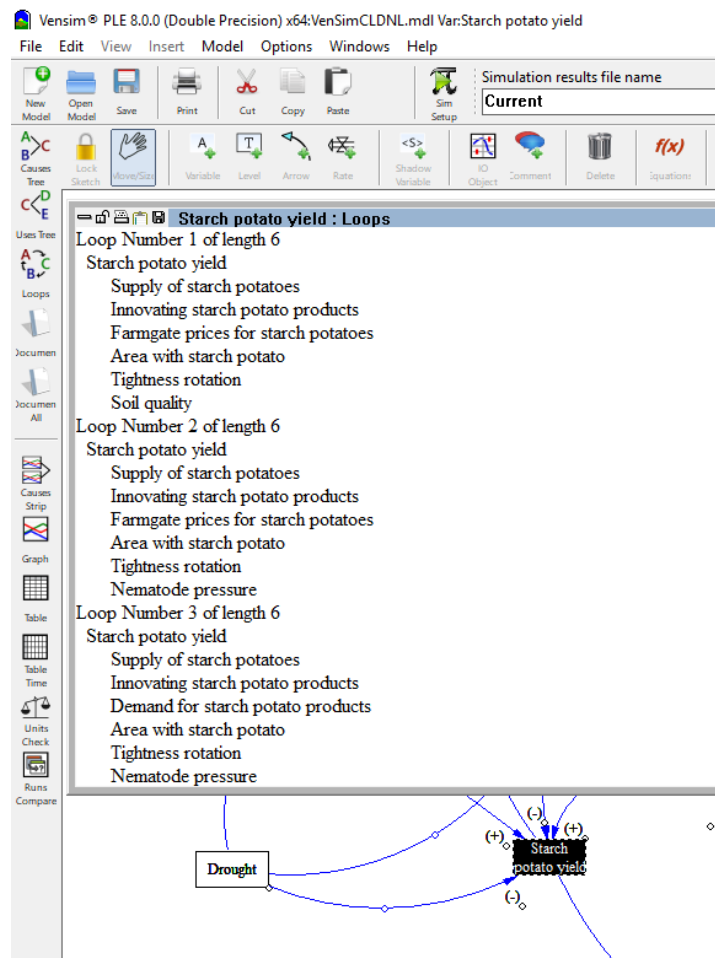 Vensim® PLE 8.0.0 (Double Precision) x64:VenSimCLDNL.mdl Var:Starch potato yield
File Edit View Insert Model Options Windows Help
Simulation results file name
Current
New Model
Open Model
Save
Print
Cut
Copy
Paste
Sim Setup
A
B
C
Causes Tree
Lock Sketch
Move/Size
A
Variable
T
Level
Arrow
Rate
<S>
Shadow Variable
IO Object
Comment
Delete
f(x)
Equations
C
D
E
Uses Tree
A
t
C
B
Loops
Documen
Documen All
Causes Strip
Graph
Table
Table Time
Units Check
Runs Compare
Starch potato yield : Loops
Loop Number 1 of length 6
Starch potato yield
Supply of starch potatoes
Innovating starch potato products
Farmgate prices for starch potatoes
Area with starch potato
Tightness rotation
Soil quality
Loop Number 2 of length 6
Starch potato yield
Supply of starch potatoes
Innovating starch potato products
Farmgate prices for starch potatoes
Area with starch potato
Tightness rotation
Nematode pressure
Loop Number 3 of length 6
Starch potato yield
Supply of starch potatoes
Innovating starch potato products
Demand for starch potato products
Area with starch potato
Tightness rotation
Nematode pressure
(-)
(+)
(+)
Starch
potato yield
Drought
(-)